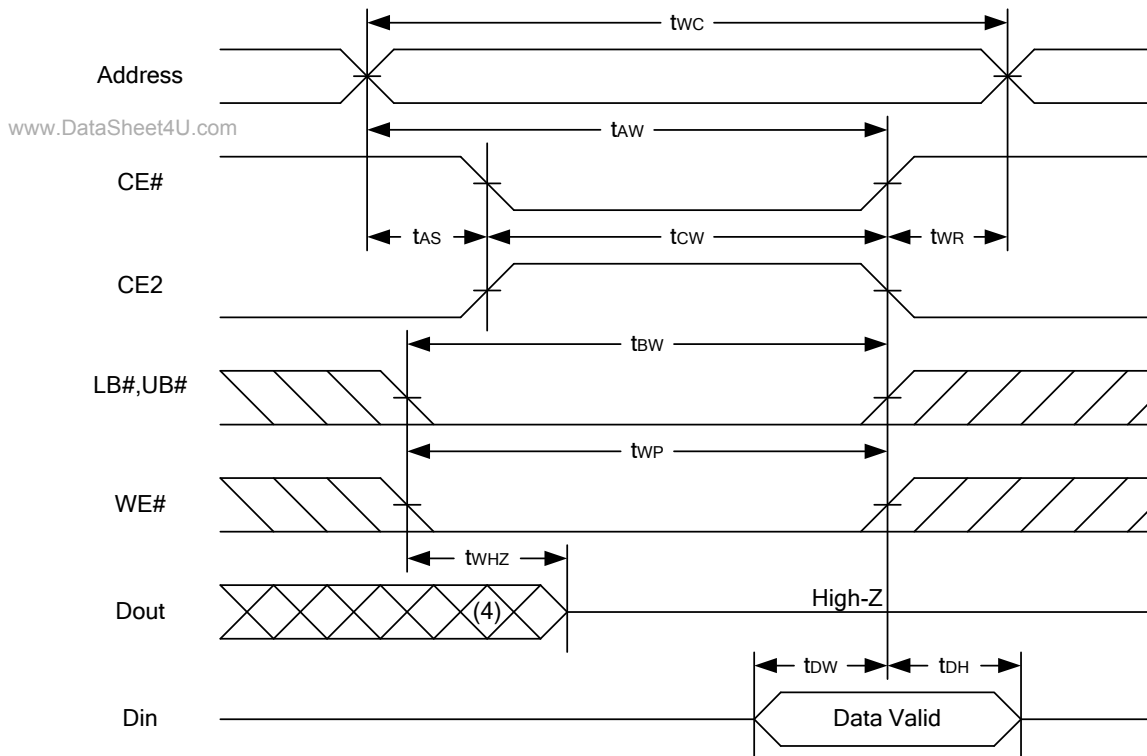 tWC
Address
www.DataSheet4U.com
tAW
CE#
tAS
tCW
tWR
CE2
tBW
LB#,UB#
tWP
WE#
tWHZ
Dout
(4)
High-Z
tDW
tDH
Din
Data Valid